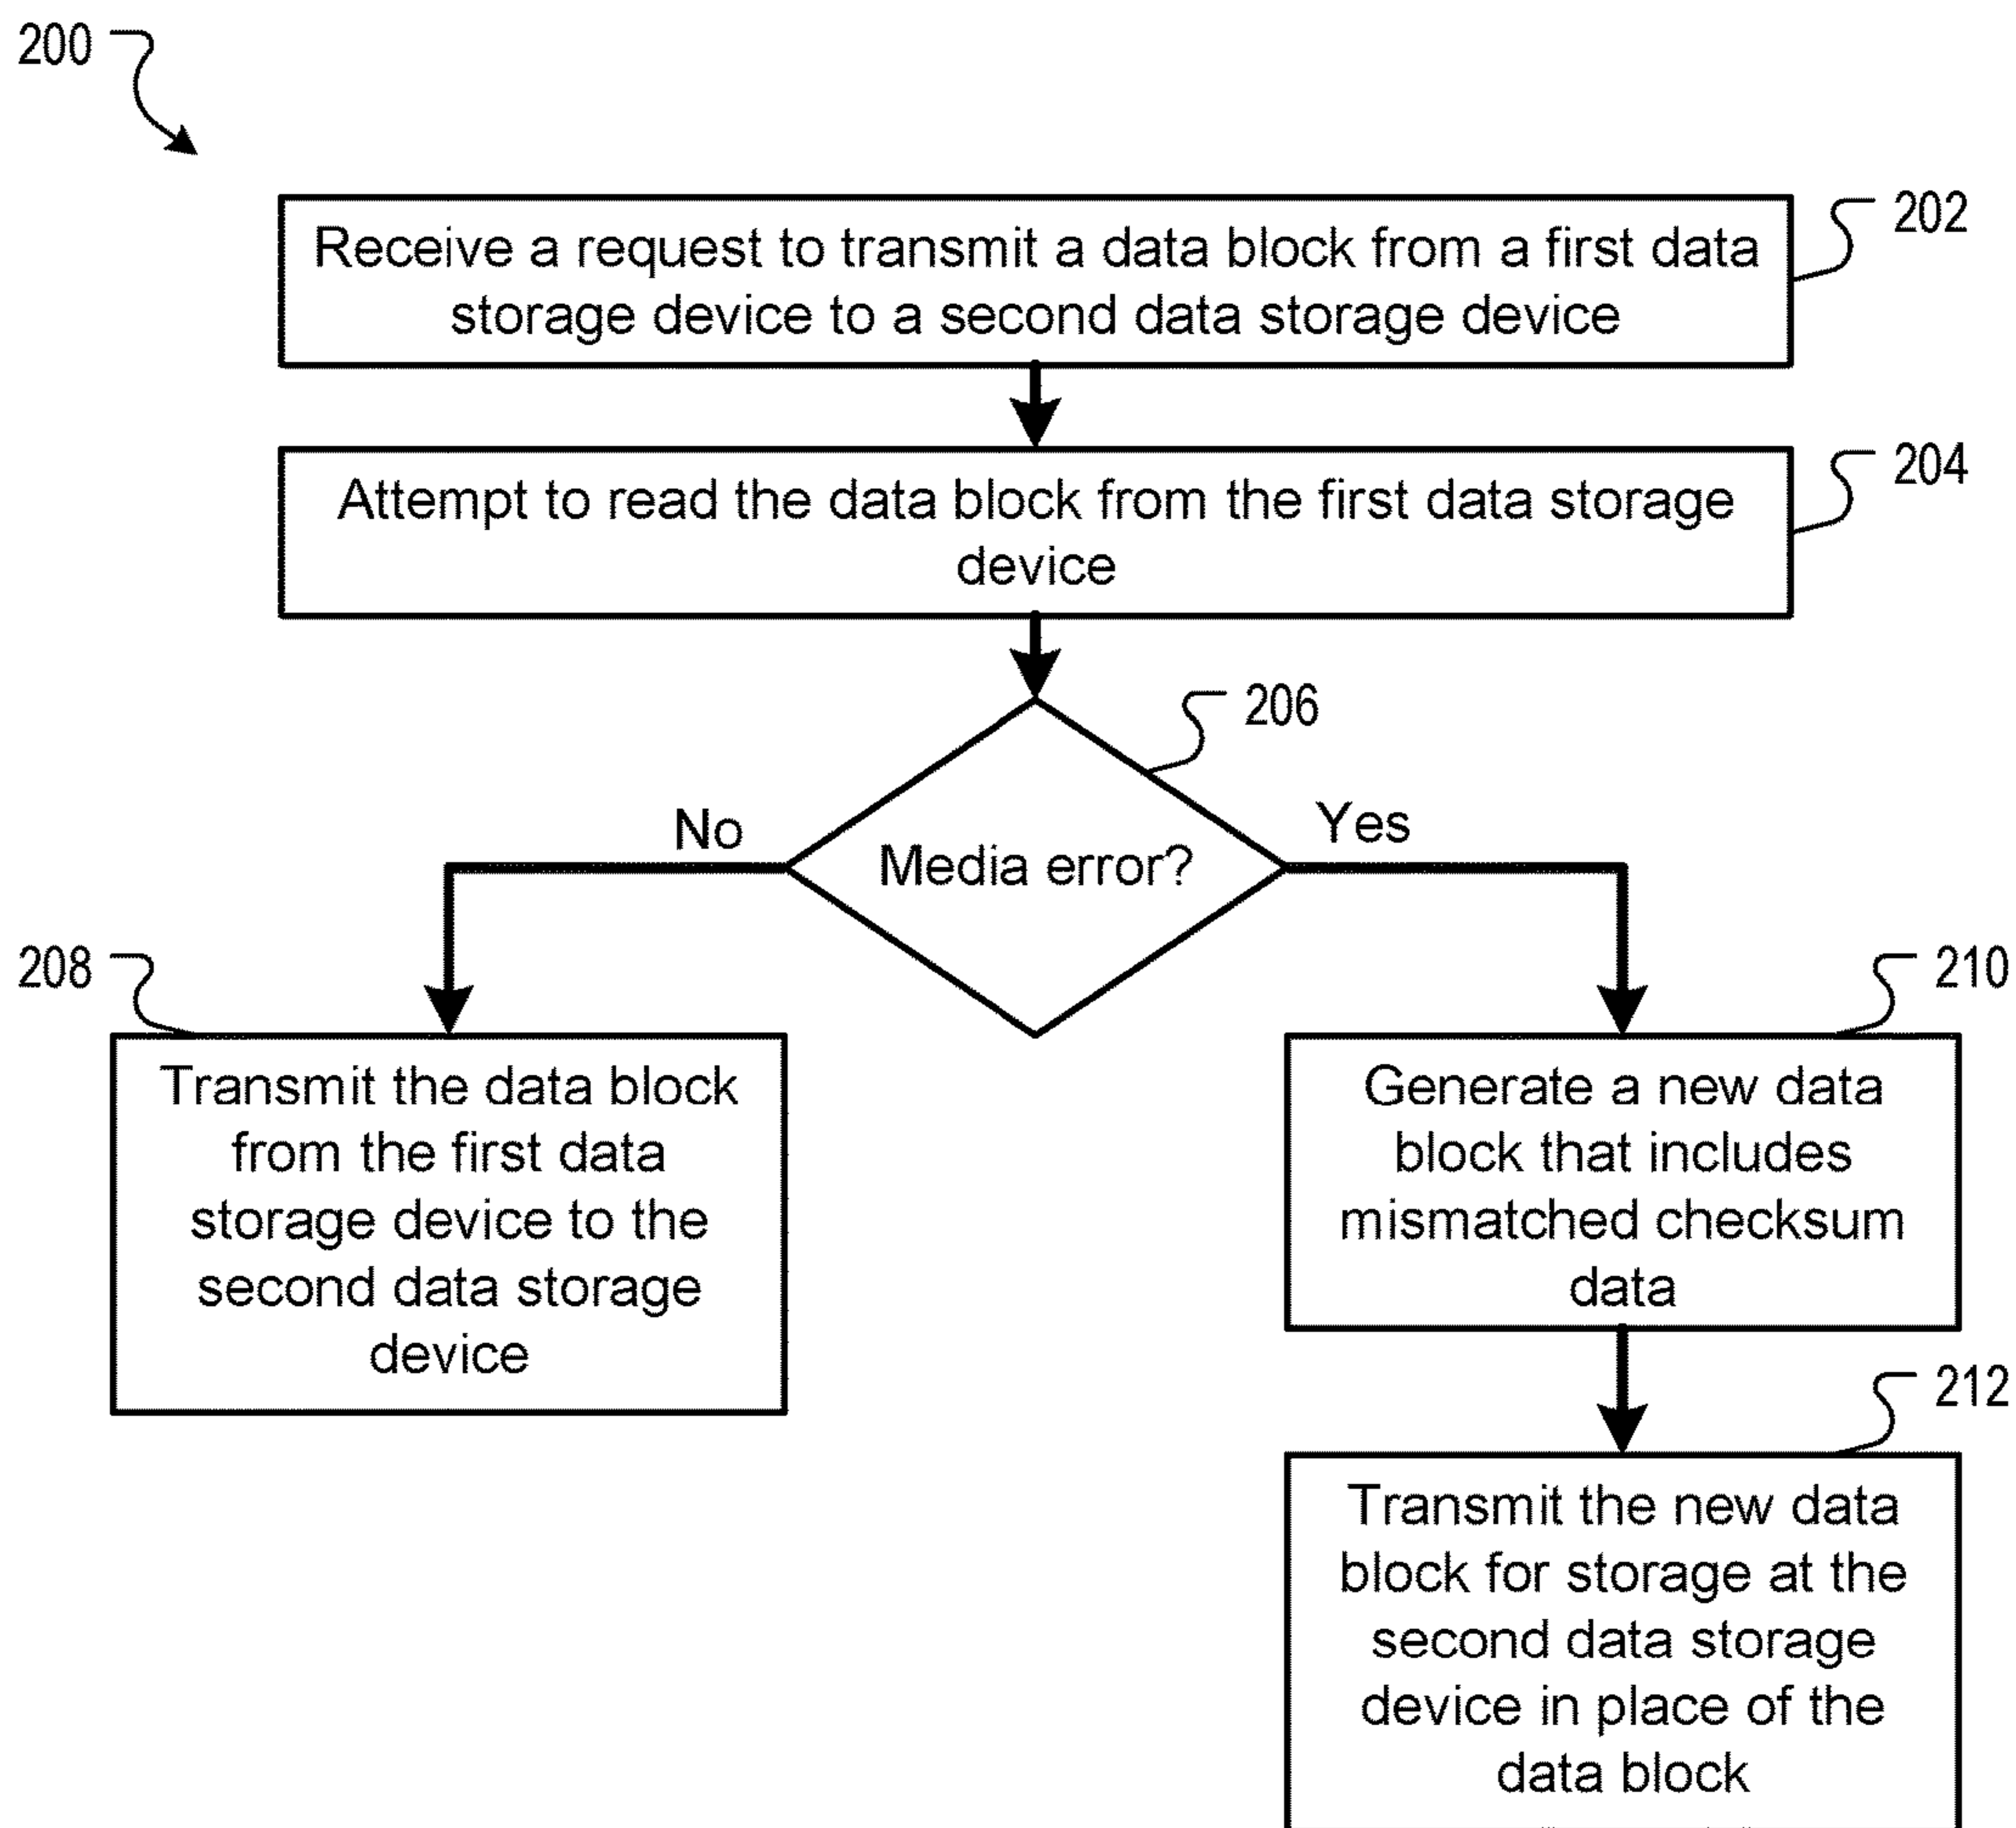 200
202
Receive a request to transmit a data block from a first data
storage device to a second data storage device
204
Attempt to read the data block from the first data storage
device
206
No
Yes
Media error?
208
210
Transmit the data block
from the first data
storage device to the
second data storage
device
Generate a new data
block that includes
mismatched checksum
data
212
Transmit the new data
block for storage at the
second data storage
device in place of the
data block